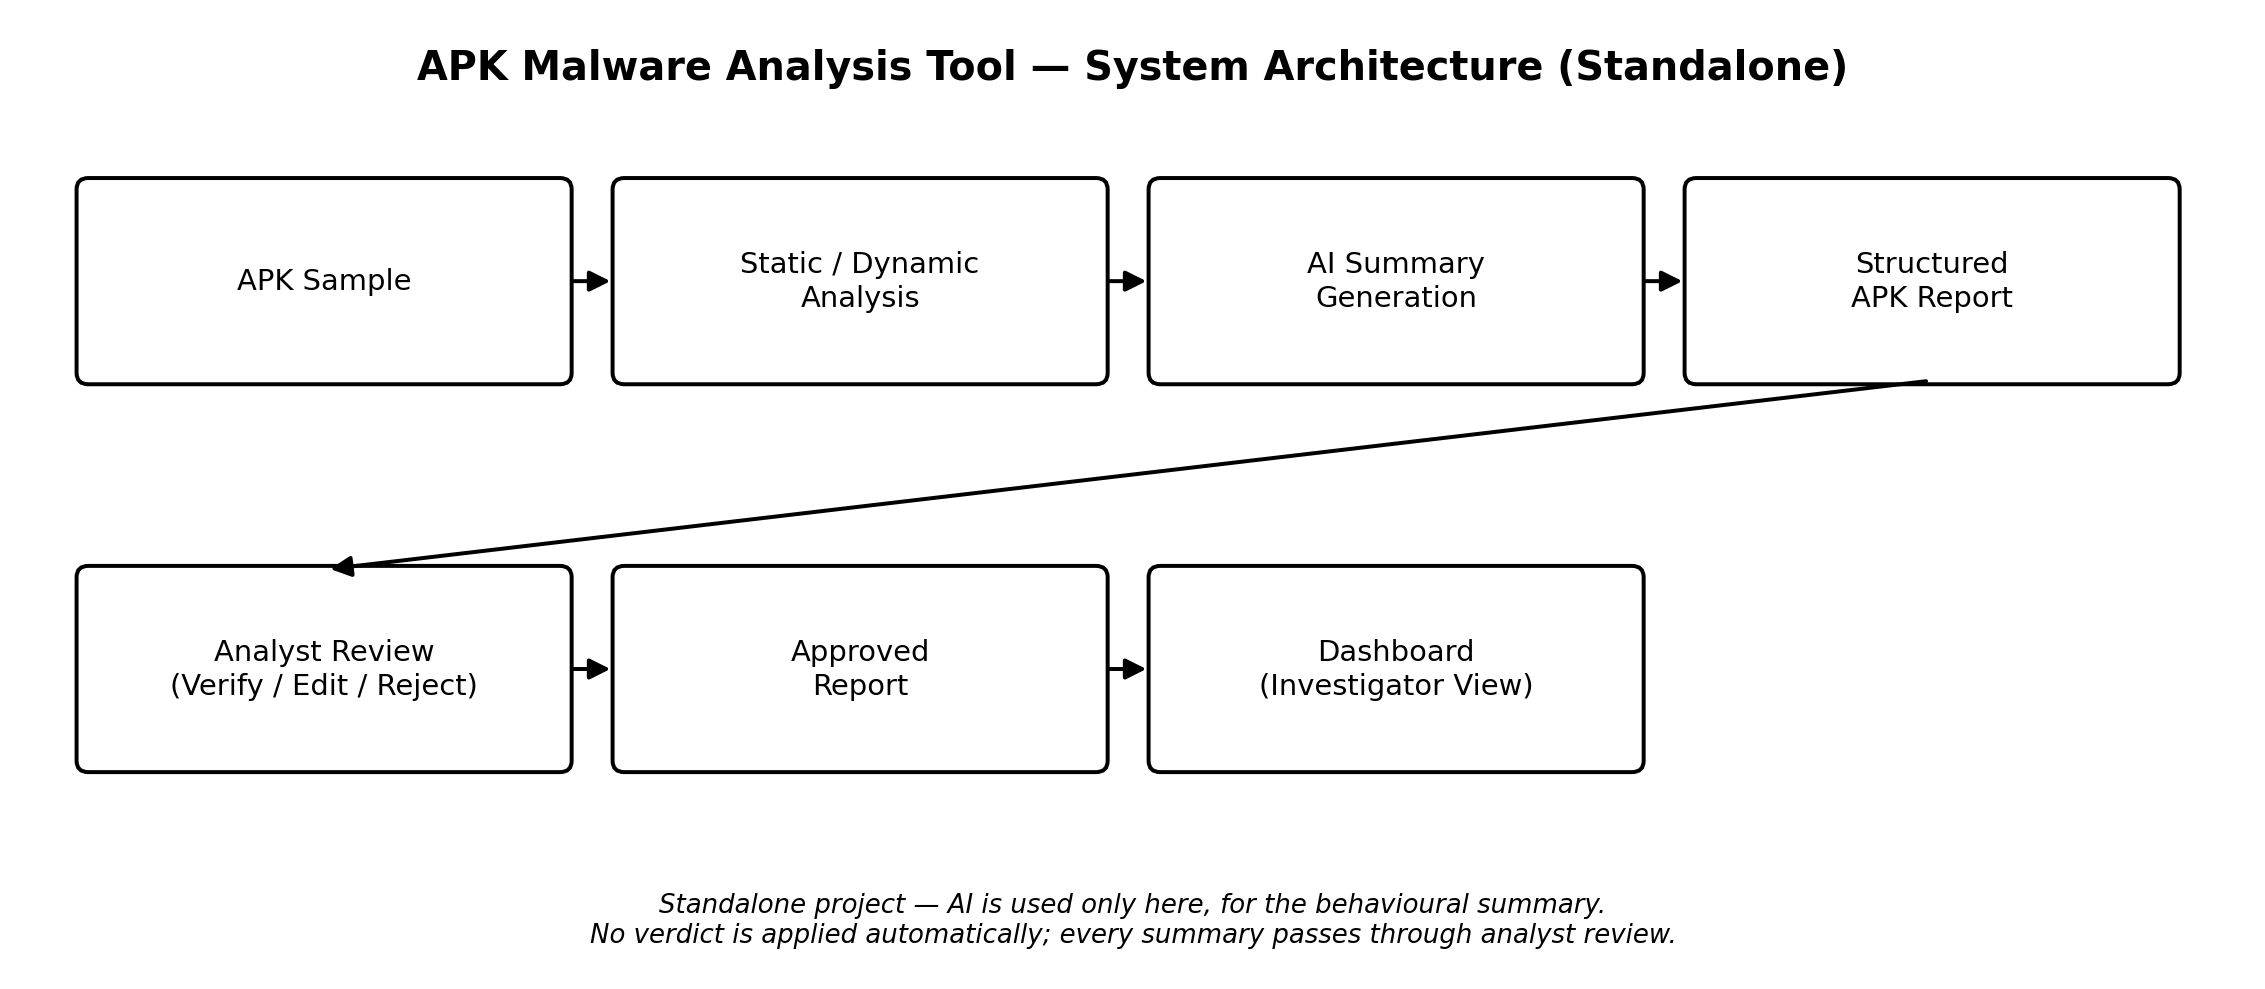 APK Malware Analysis Tool — System Architecture (Standalone)
APK Sample
Static / Dynamic
Analysis
AI Summary
Generation
Structured
APK Report
Analyst Review
(Verify / Edit / Reject)
Approved
Report
Dashboard
(Investigator View)
Standalone project — AI is used only here, for the behavioural summary.
No verdict is applied automatically; every summary passes through analyst review.